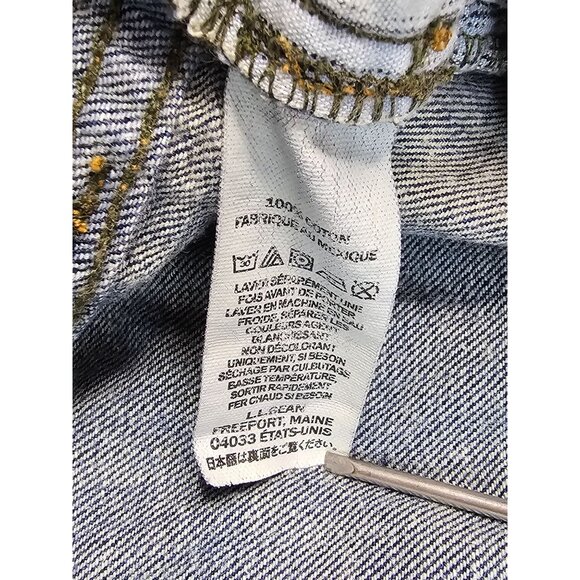 100% COTON
FABRIQUE AU MEXIQUE
LAVER SÉPARÉMENT UNE
FOIS AVANT DE PORTER
LAVER EN MACHINE EN EAU
FROIDE, SÉPARER LES
COULEURS AGENT
BLANCHISSANT
NON DÉCOLORANT
UNIQUEMENT, SI BESOIN
SÉCHAGE PAR CULBUTAGE
BASSE TEMPÉRATURE
SORTIR RAPIDEMENT
FER CHAUD SI BESOIN
L.L.BEAN
FREEPORT, MAINE
04033 ÉTATS-UNIS
日本語は裏面をご覧ください。